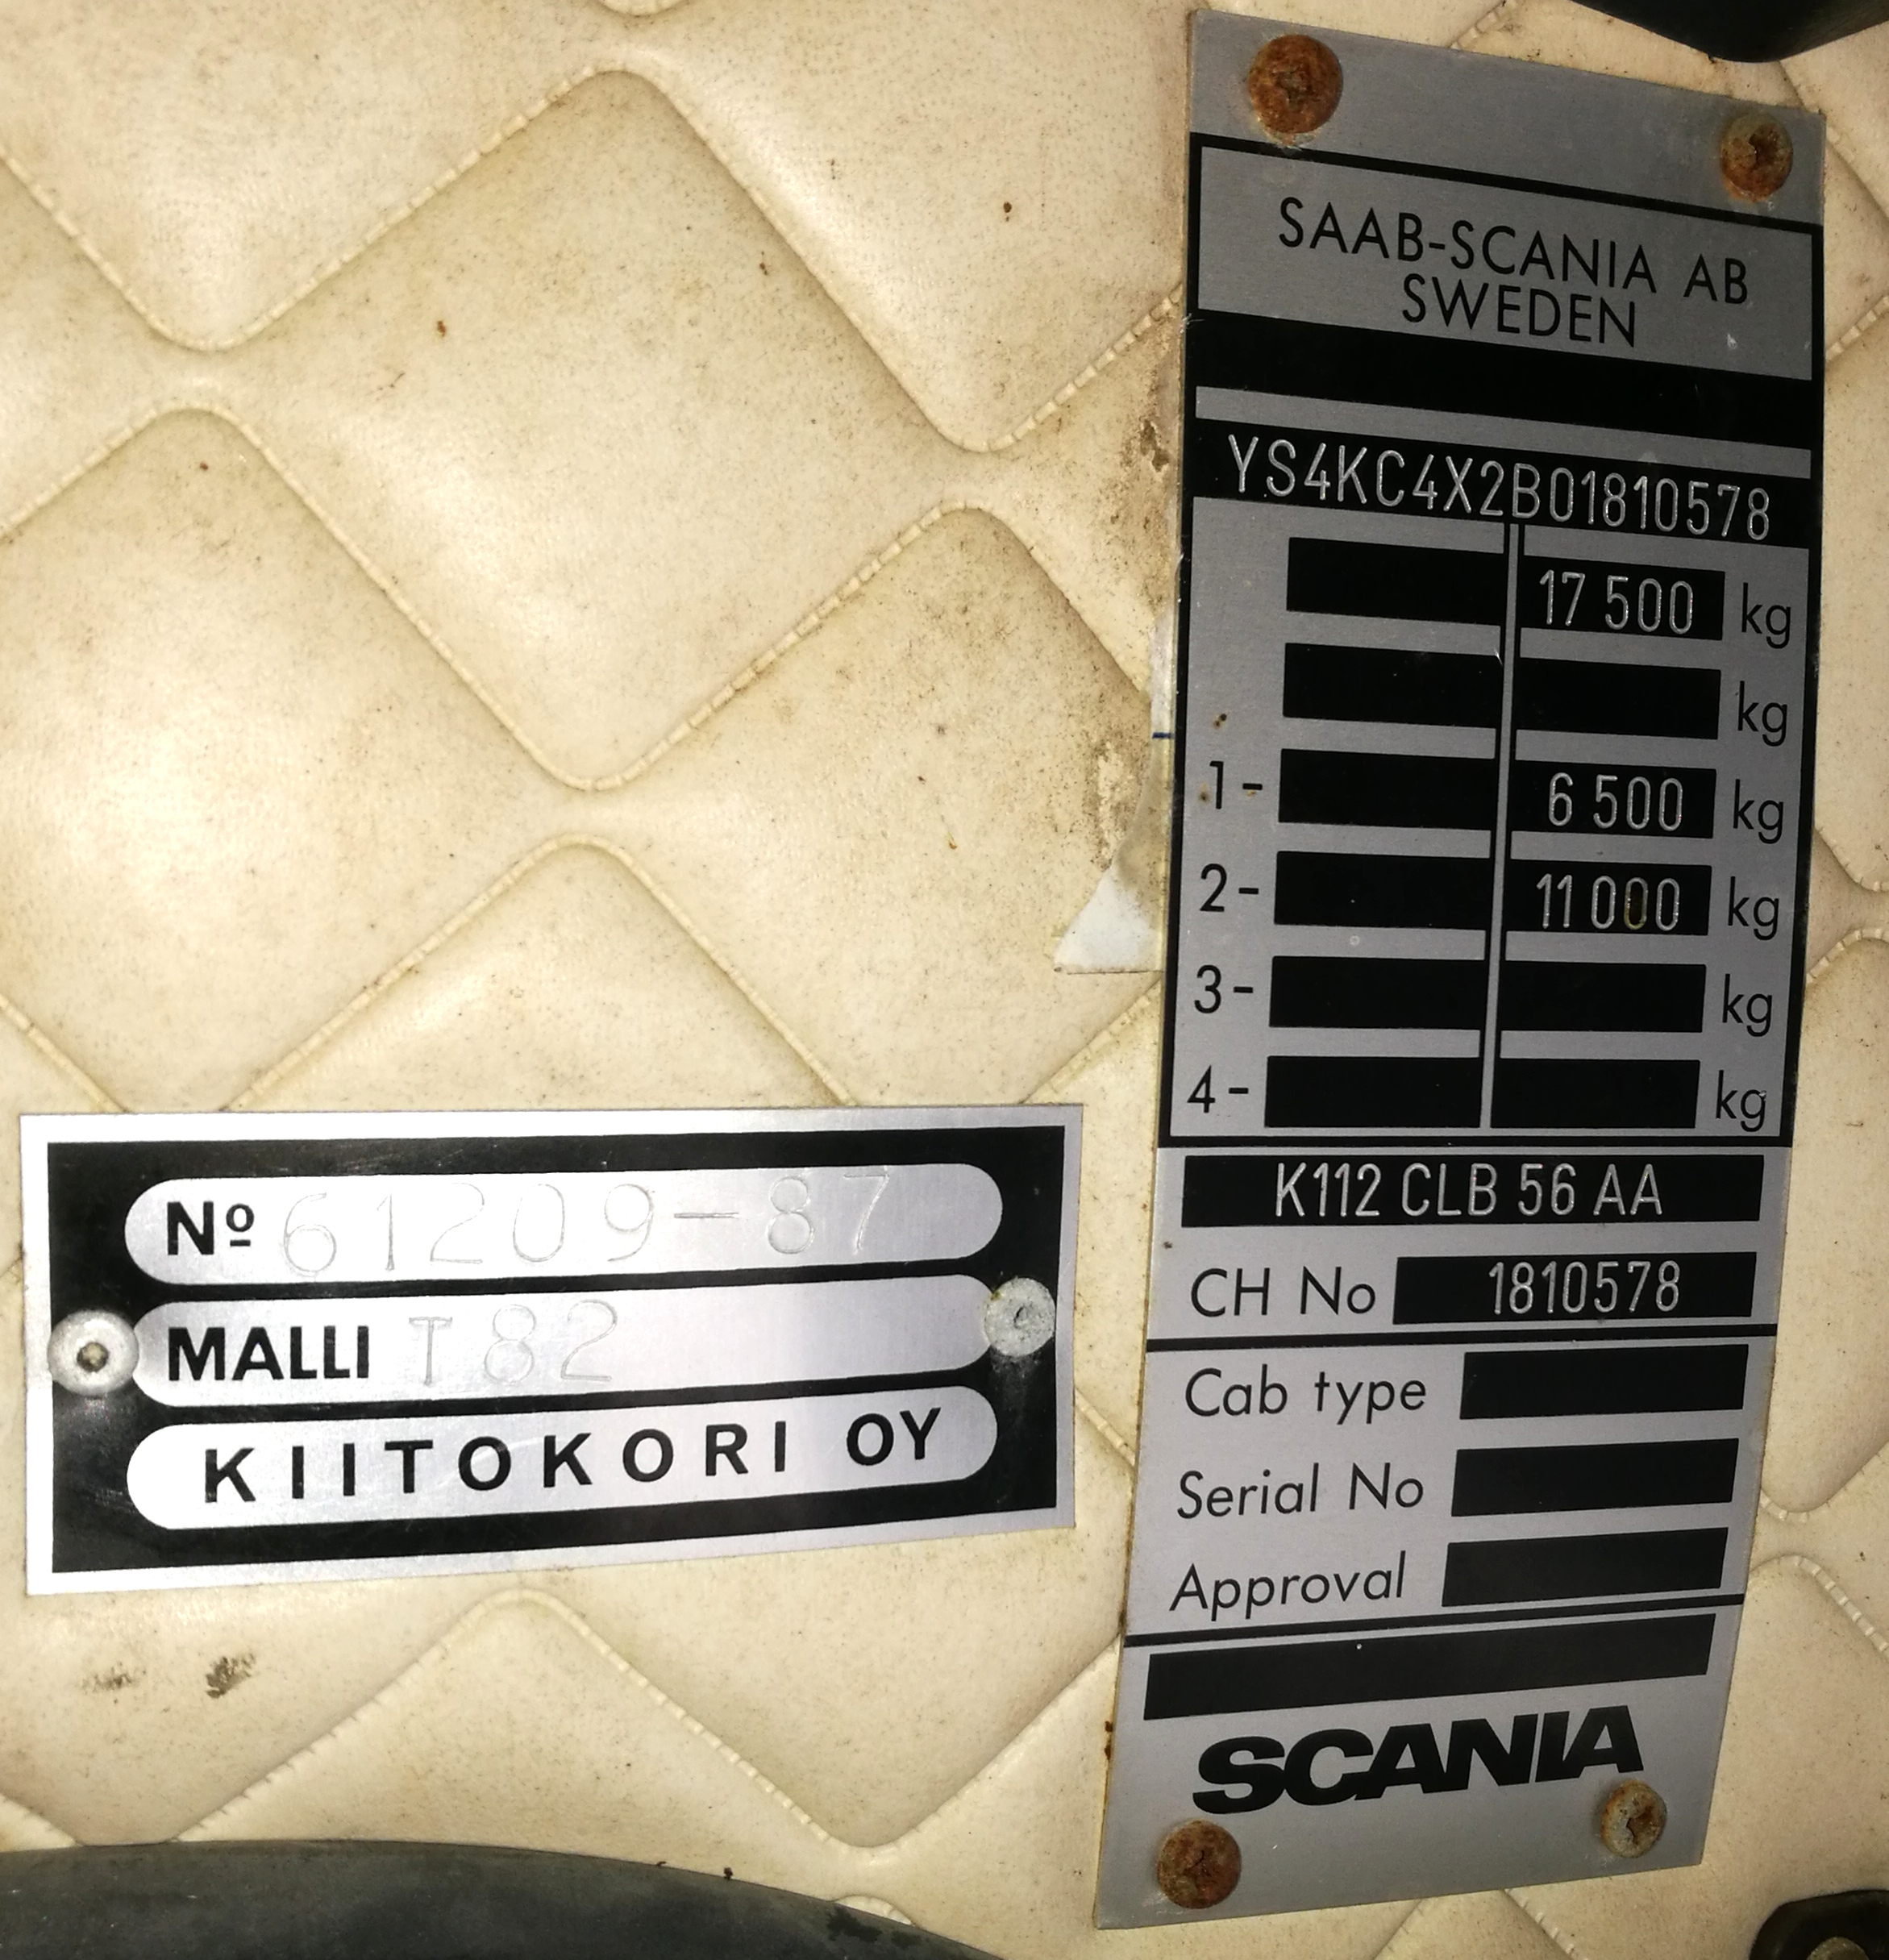 SAAB-SCANIA AB
SWEDEN
YS4KC4X2B01810578
17 500 kg
kg
1- 6 500 kg
2- 11 000 kg
3- kg
4- kg
K112 CLB 56 AA
CH No 1810578
Cab type
Serial No
Approval
SCANIA
Nº 61209-87
MALLI T82
KIITOKORI OY